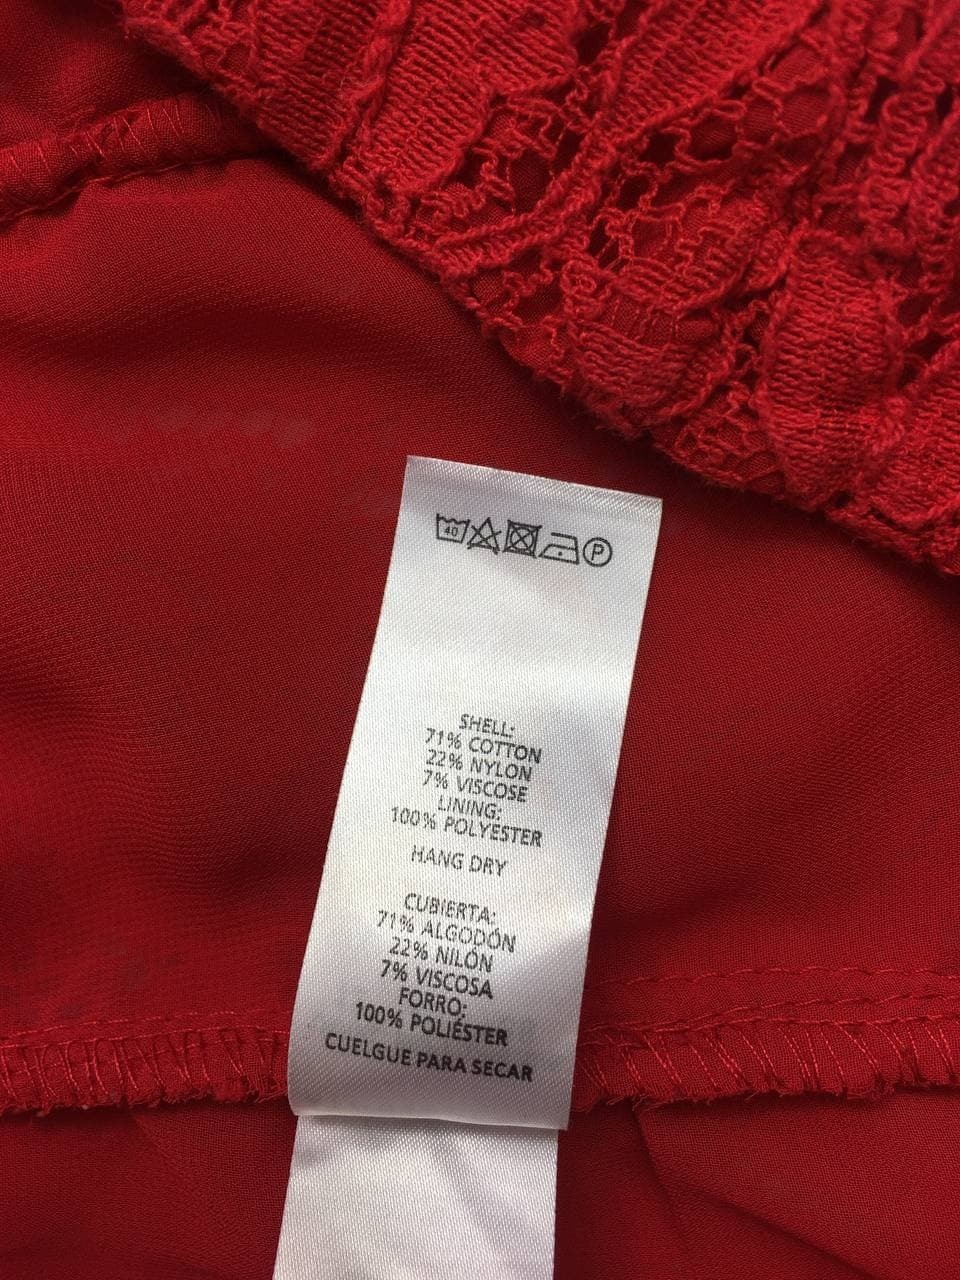 40 P
SHELL:
71% COTTON
22% NYLON
7% VISCOSE
LINING:
100% POLYESTER
HANG DRY
CUBIERTA:
71% ALGODÓN
22% NILÓN
7% VISCOSA
FORRO:
100% POLIÉSTER
CUELGUE PARA SECAR